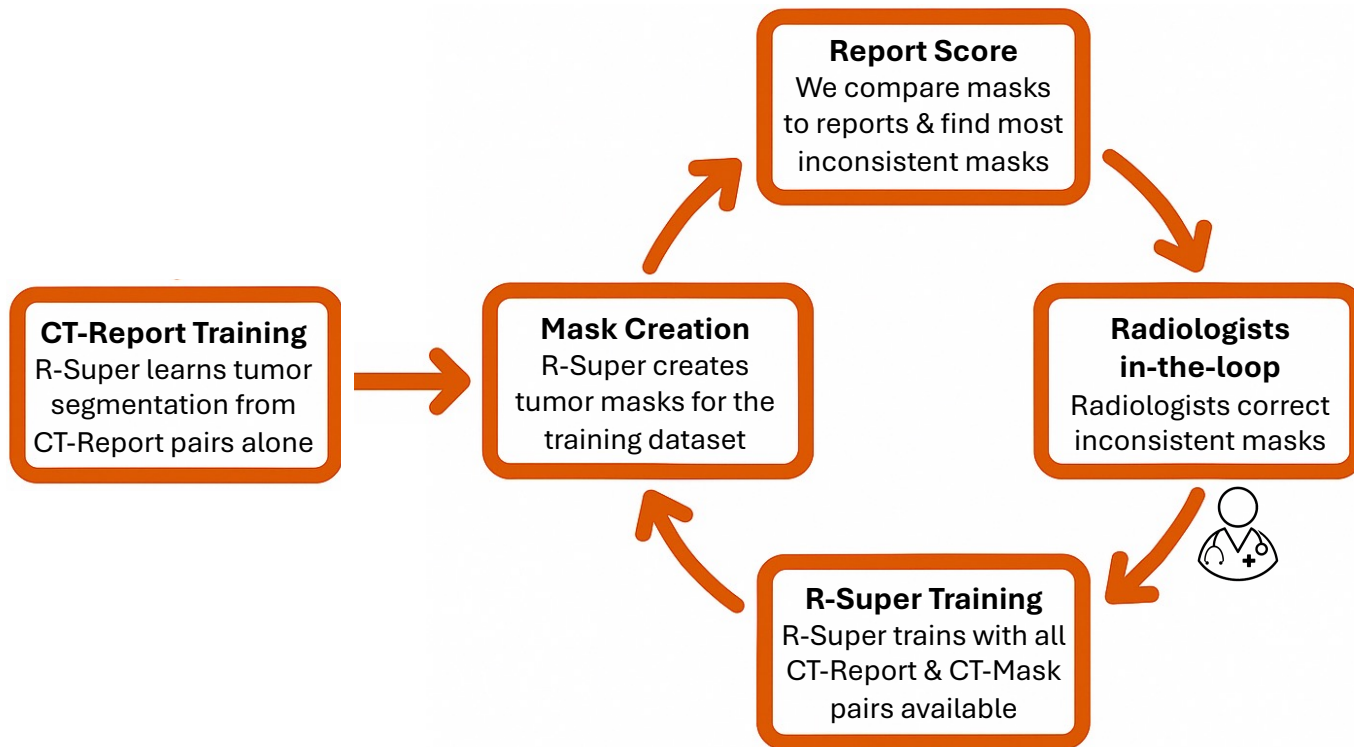 CT-Report Training
R-Super learns tumor
segmentation from
CT-Report pairs alone
Mask Creation
R-Super creates
tumor masks for the
training dataset
Report Score
We compare masks
to reports & find most
inconsistent masks
Radiologists
in-the-loop
Radiologists correct
inconsistent masks
R-Super Training
R-Super trains with all
CT-Report & CT-Mask
pairs available